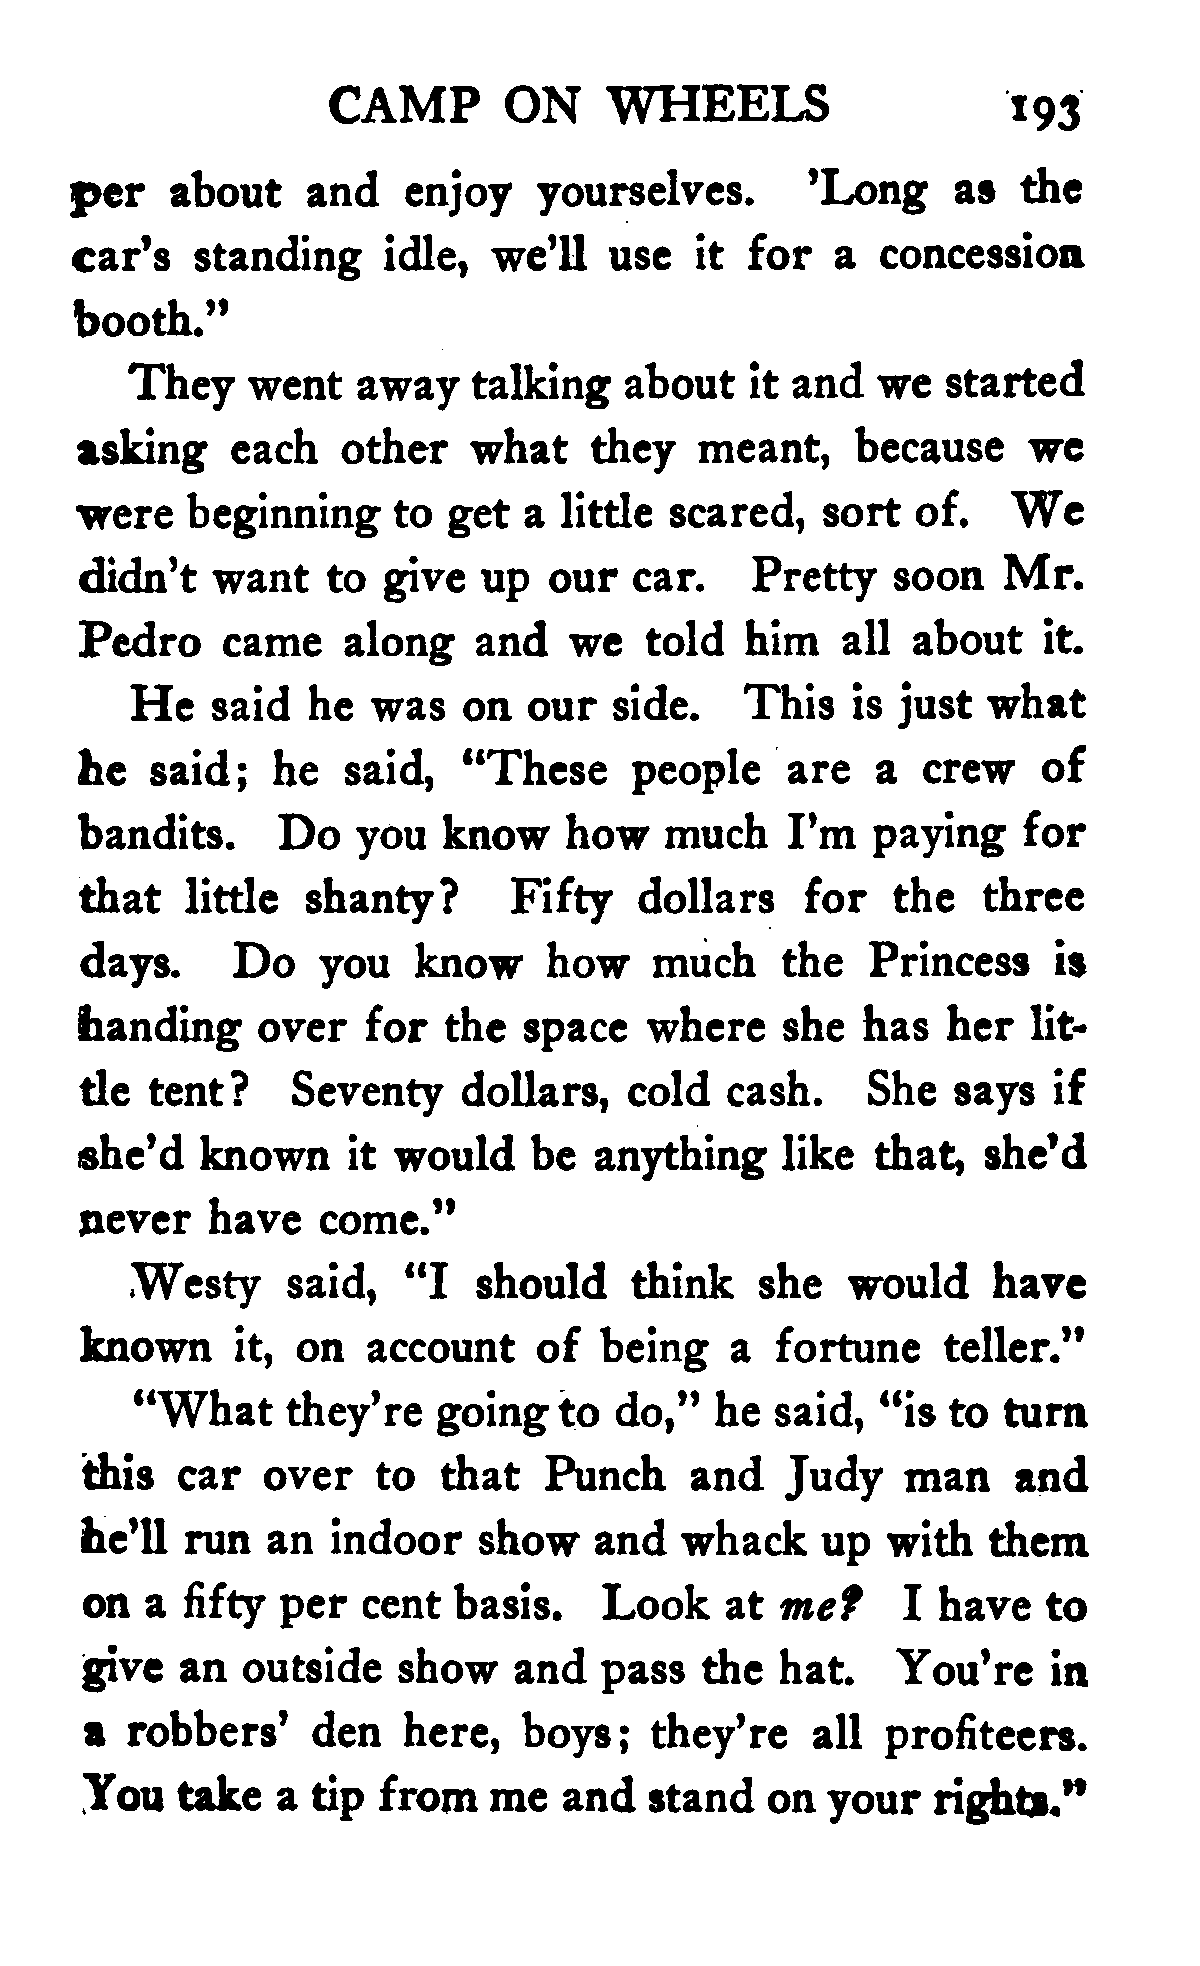 CAMP ON WHEELS 193
per about and enjoy yourselves. 'Long as the
car's standing idle, we'll use it for a concession
booth."
They went away talking about it and we started
asking each other what they meant, because we
were beginning to get a little scared, sort of. We
didn't want to give up our car. Pretty soon Mr.
Pedro came along and we told him all about it.
He said he was on our side. This is just what
he said; he said, "These people are a crew of
bandits. Do you know how much I'm paying for
that little shanty? Fifty dollars for the three
days. Do you know how much the Princess is
handing over for the space where she has her lit-
tle tent? Seventy dollars, cold cash. She says if
she'd known it would be anything like that, she'd
never have come."
Westy said, "I should think she would have
known it, on account of being a fortune teller."
"What they're going to do," he said, "is to turn
this car over to that Punch and Judy man and
he'll run an indoor show and whack up with them
on a fifty per cent basis. Look at me? I have to
give an outside show and pass the hat. You're in
a robbers' den here, boys; they're all profiteers.
You take a tip from me and stand on your rights."